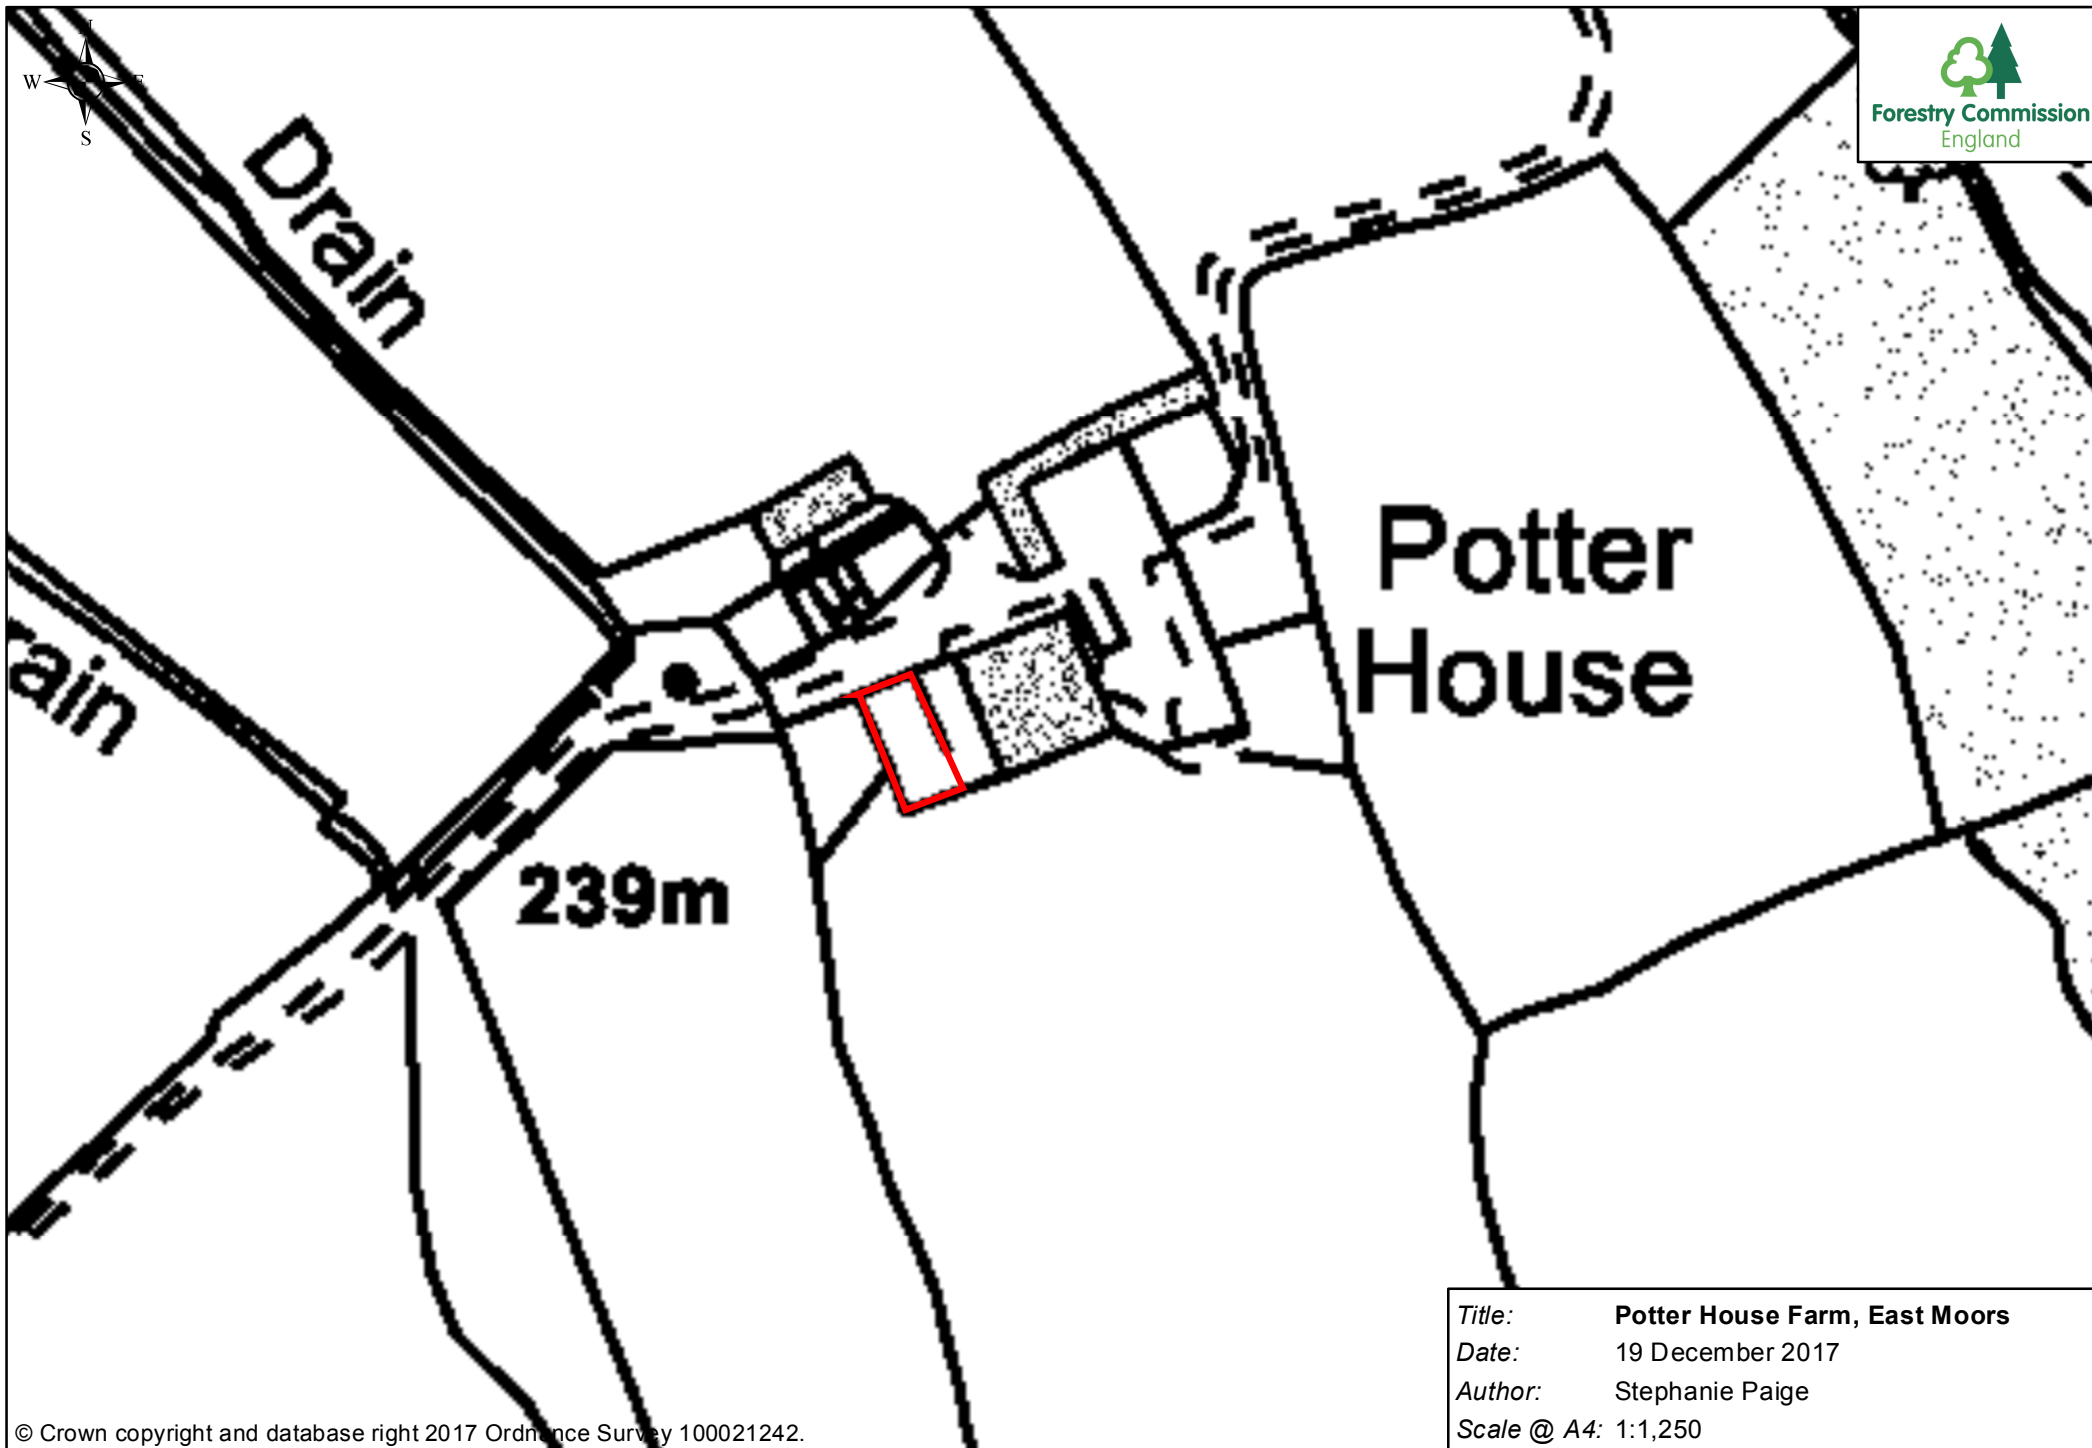 N
W E
S
Forestry Commission
England
Drain
rain
Potter
House
239m
Title: Potter House Farm, East Moors
Date: 19 December 2017
Author: Stephanie Paige
Scale @ A4: 1:1,250
© Crown copyright and database right 2017 Ordnance Survey 100021242.